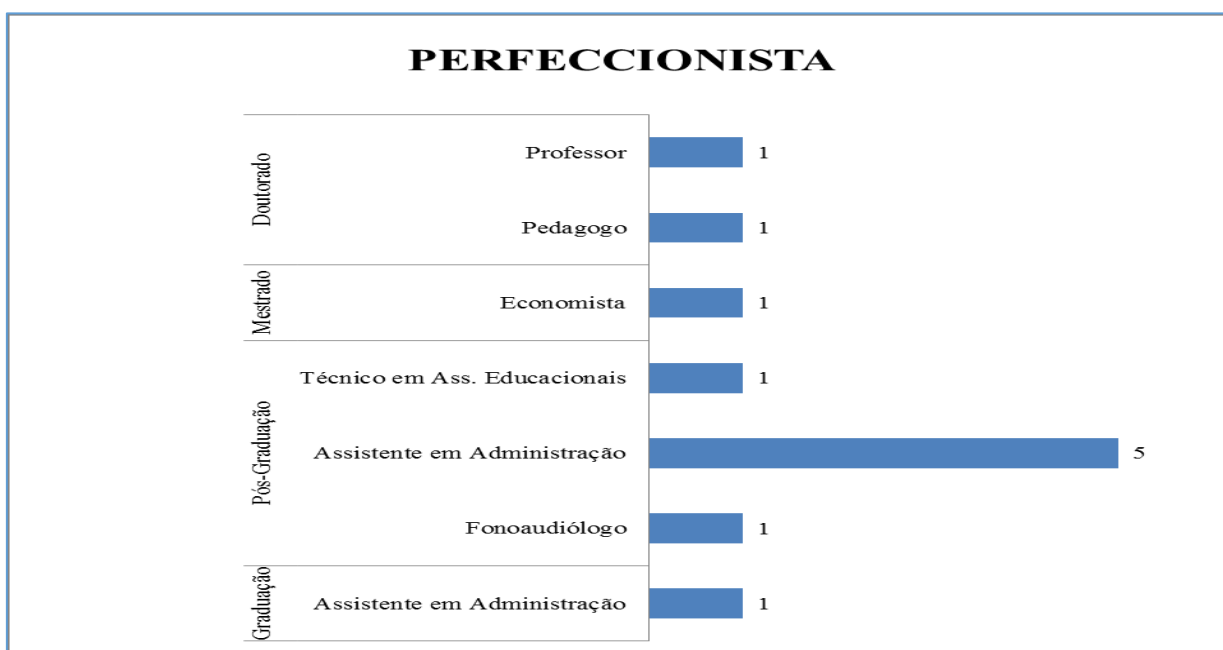 PERFECCIONISTA
Doutorado
Professor 1
Pedagogo 1
Mestrado
Economista 1
Pós-Graduação
Técnico em Ass. Educacionais 1
Assistente em Administração 5
Fonoaudiólogo 1
Graduação
Assistente em Administração 1